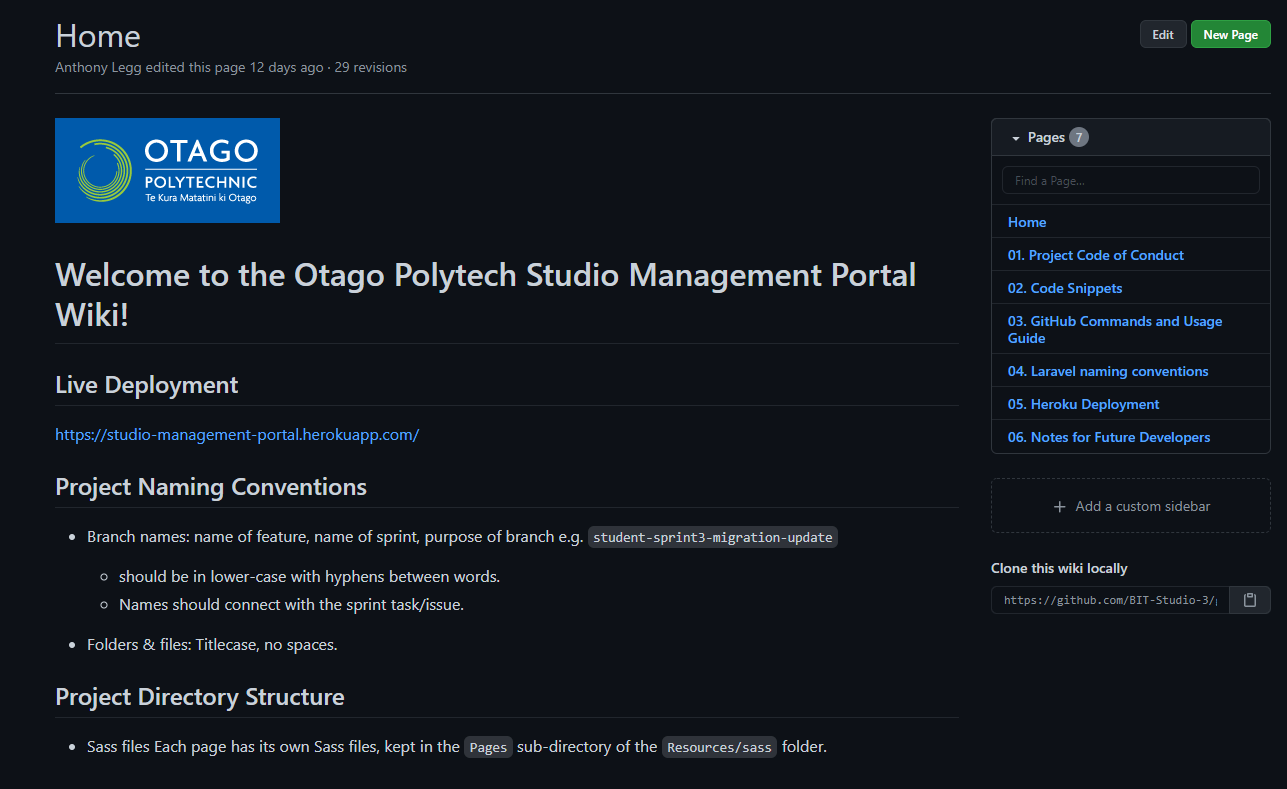 Home
Edit
New Page
Anthony Legg edited this page 12 days ago · 29 revisions
OTAGO
POLYTECHNIC
Te Kura Matatini ki Otago
Welcome to the Otago Polytech Studio Management Portal
Wiki!
Live Deployment
https://studio-management-portal.herokuapp.com/
Project Naming Conventions
Branch names: name of feature, name of sprint, purpose of branch e.g. student-sprint3-migration-update
should be in lower-case with hyphens between words.
Names should connect with the sprint task/issue.
Folders & files: Titlecase, no spaces.
Project Directory Structure
Sass files Each page has its own Sass files, kept in the Pages sub-directory of the Resources/sass folder.
Pages 7
Find a Page...
Home
01. Project Code of Conduct
02. Code Snippets
03. GitHub Commands and Usage
Guide
04. Laravel naming conventions
05. Heroku Deployment
06. Notes for Future Developers
Add a custom sidebar
Clone this wiki locally
https://github.com/BIT-Studio-3/